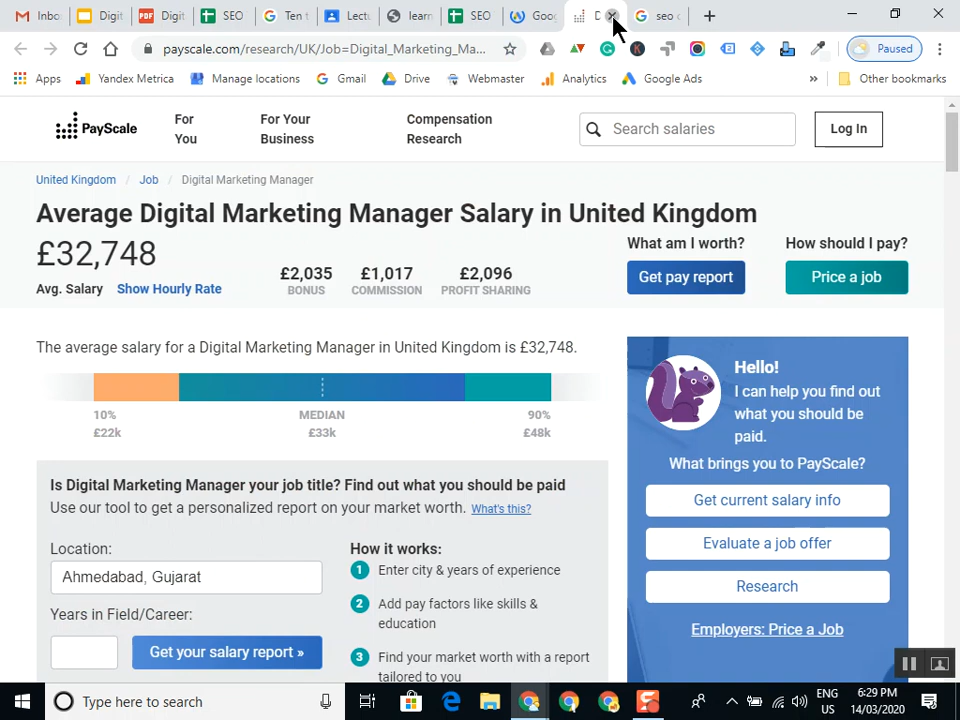 Inbo
Digit
PDF Digit
SEO
Ten t
Lectu
learn
SEO
Goog
D
seo c
payscale.com/research/UK/Job=Digital_Marketing_Ma...
Paused
Apps
Yandex Metrica
Manage locations
Gmail
Drive
Webmaster
Analytics
Google Ads
»
Other bookmarks
PayScale
For
You
For Your
Business
Compensation
Research
Search salaries
Log In
United Kingdom / Job / Digital Marketing Manager
Average Digital Marketing Manager Salary in United Kingdom
£32,748
Avg. Salary Show Hourly Rate
£2,035
BONUS
£1,017
COMMISSION
£2,096
PROFIT SHARING
What am I worth?
Get pay report
How should I pay?
Price a job
The average salary for a Digital Marketing Manager in United Kingdom is £32,748.
10%
£22k
MEDIAN
£33k
90%
£48k
Is Digital Marketing Manager your job title? Find out what you should be paid
Use our tool to get a personalized report on your market worth. What's this?
Location:
Ahmedabad, Gujarat
Years in Field/Career:
Get your salary report »
How it works:
1 Enter city & years of experience
2 Add pay factors like skills &
education
3 Find your market worth with a report
tailored to you
Hello!
I can help you find out
what you should be
paid.
What brings you to PayScale?
Get current salary info
Evaluate a job offer
Research
Employers: Price a Job
Type here to search
ENG
US
6:29 PM
14/03/2020